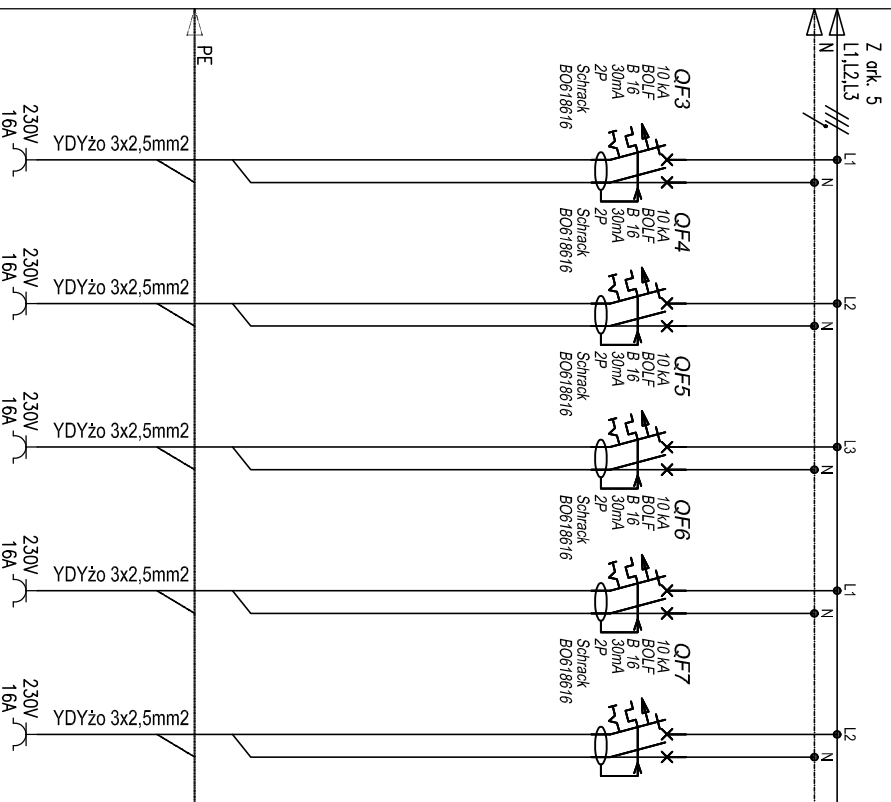 Z ark. 5
L1,L2,L3
N
PE
QF3
10 kA
BOLF
B 16
30mA
2P
Schrack
BO618616
L1
N
YDYżo 3x2,5mm2
230V
16A
QF4
10 kA
BOLF
B 16
30mA
2P
Schrack
BO618616
L2
N
YDYżo 3x2,5mm2
230V
16A
QF5
10 kA
BOLF
B 16
30mA
2P
Schrack
BO618616
L3
N
YDYżo 3x2,5mm2
230V
16A
QF6
10 kA
BOLF
B 16
30mA
2P
Schrack
BO618616
L1
N
YDYżo 3x2,5mm2
230V
16A
QF7
10 kA
BOLF
B 16
30mA
2P
Schrack
BO618616
L2
N
YDYżo 3x2,5mm2
230V
16A